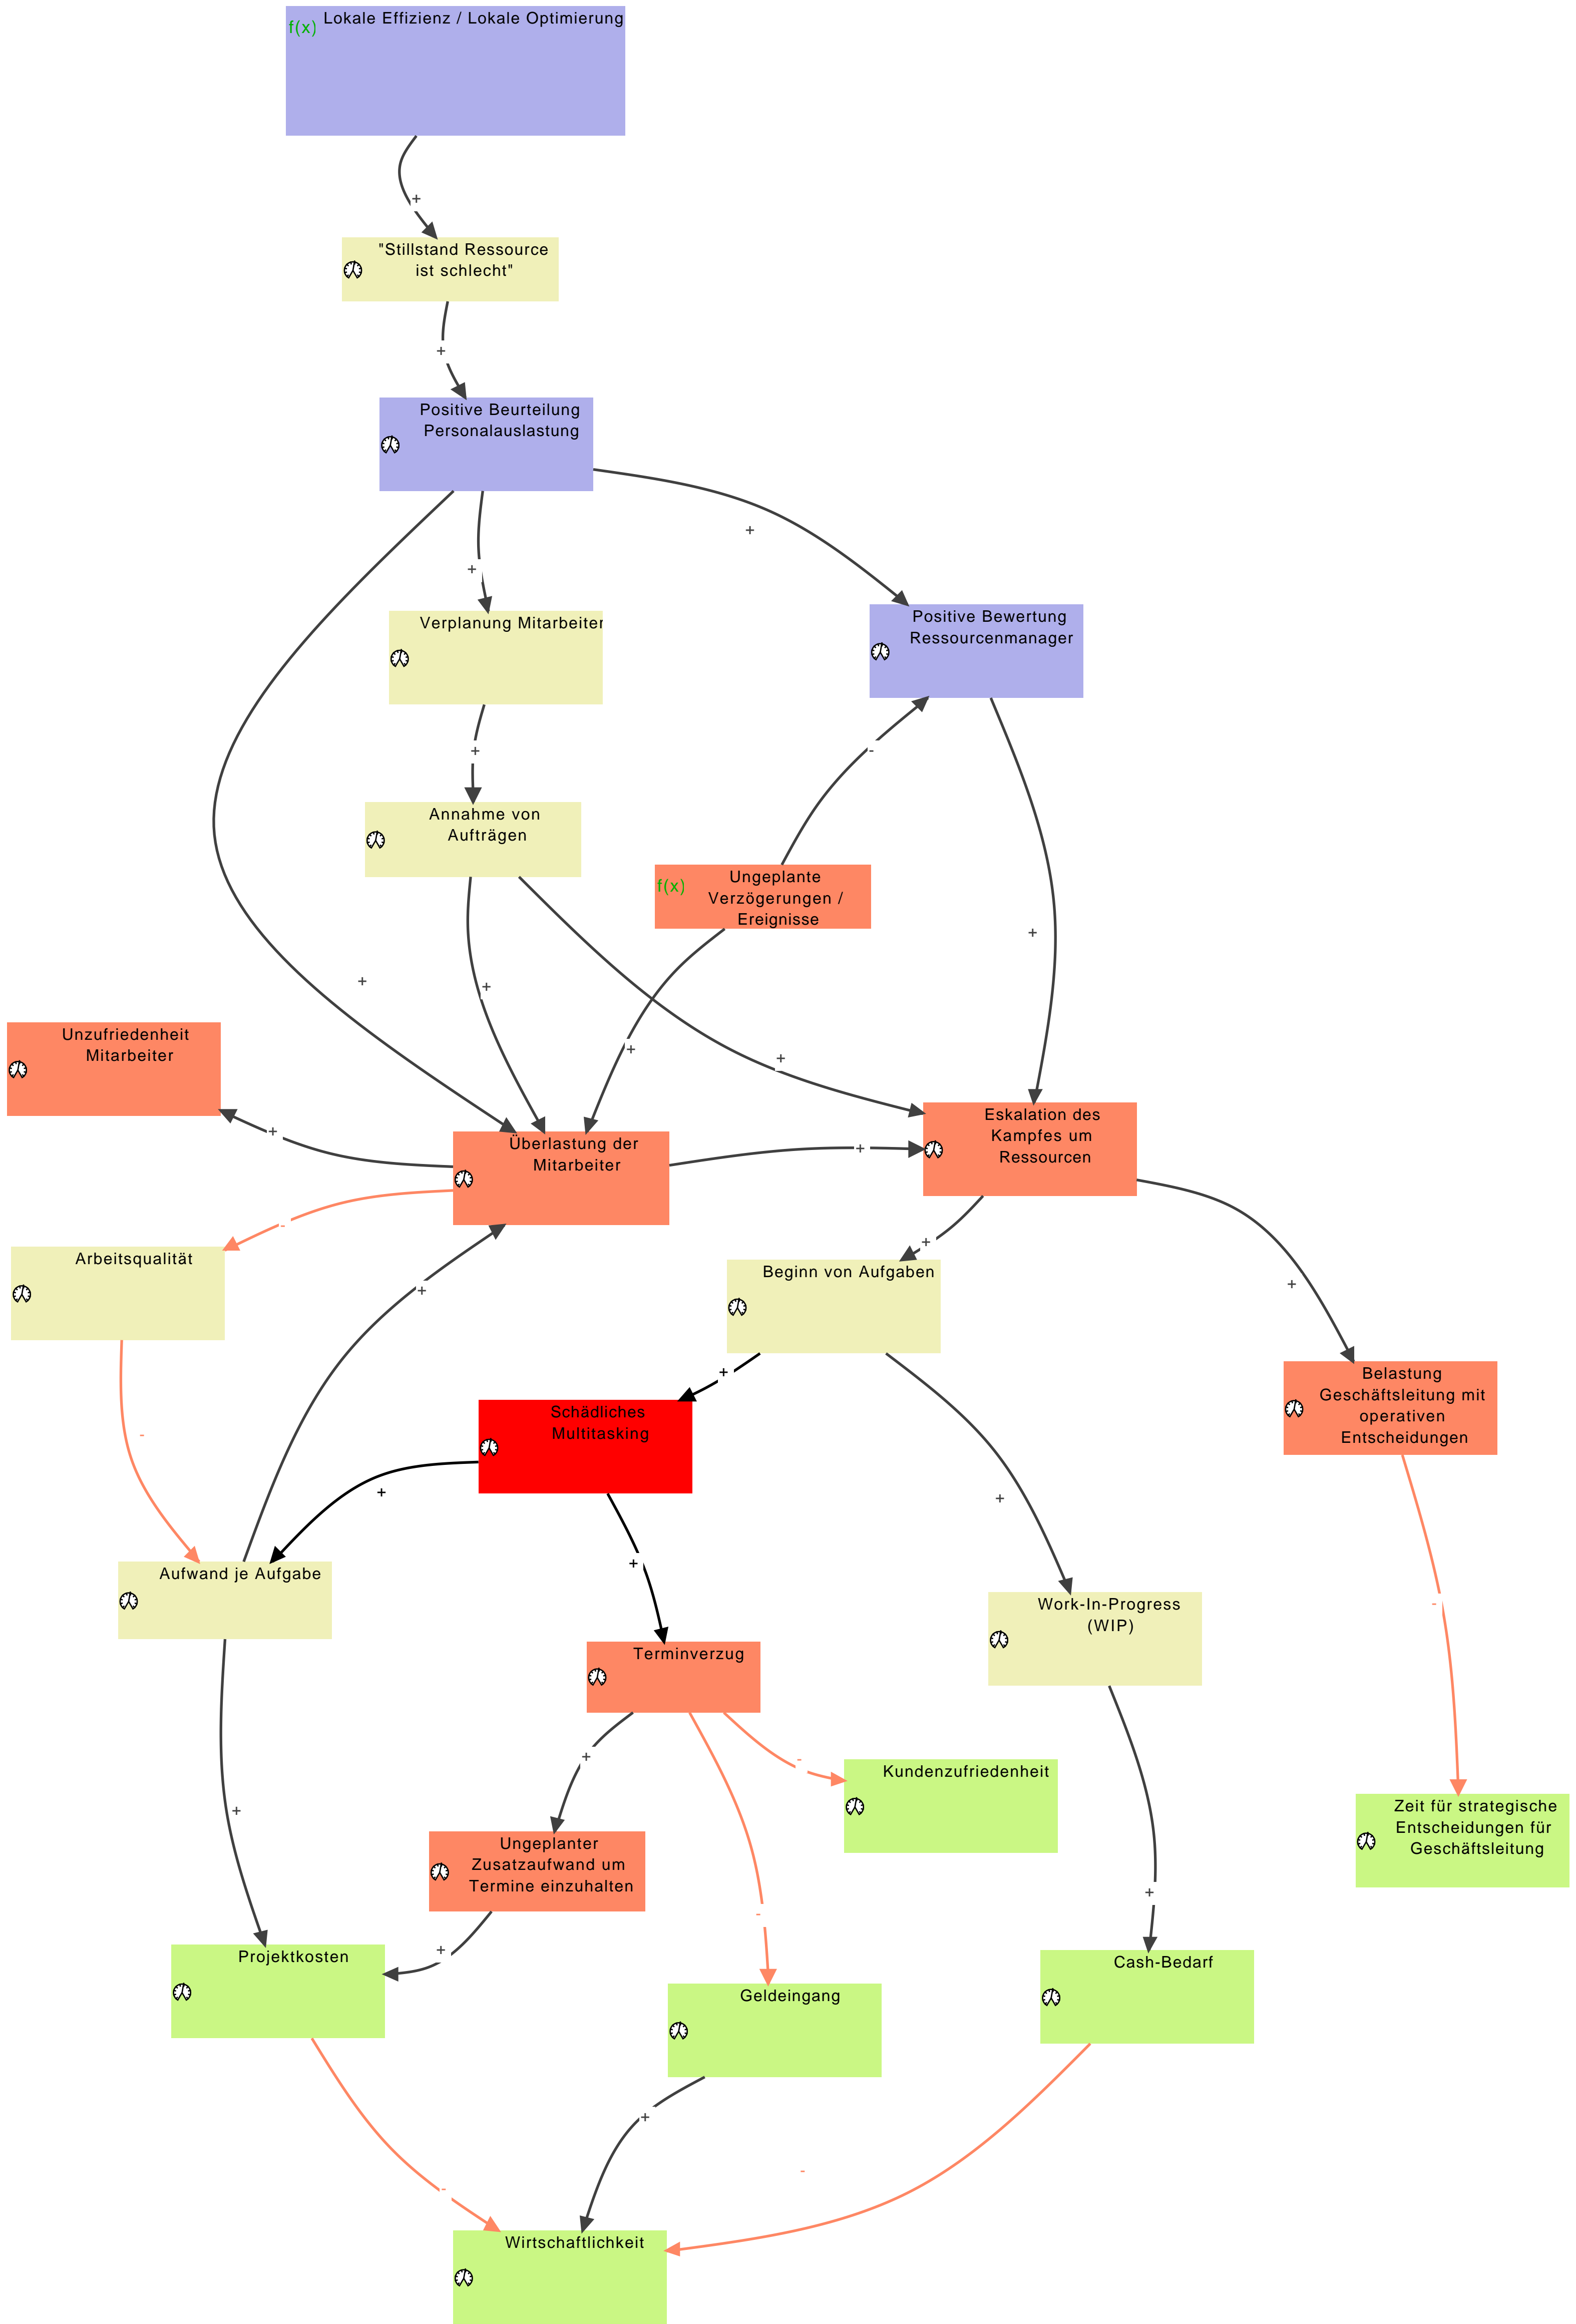 f(x)
Lokale Effizienz / Lokale Optimierung
+
"Stillstand Ressource
ist schlecht"
+
Positive Beurteilung
Personalauslastung
+
+
Verplanung Mitarbeiter
Positive Bewertung
Ressourcenmanager
+
-
Annahme von
Aufträgen
f(x)
Ungeplante
Verzögerungen /
Ereignisse
+
+
+
Unzufriedenheit
Mitarbeiter
+
+
+
Überlastung der
Mitarbeiter
+
Eskalation des
Kampfes um
Ressourcen
-
+
Arbeitsqualität
+
Beginn von Aufgaben
+
+
Belastung
Geschäftsleitung mit
operativen
Entscheidungen
Schädliches
Multitasking
-
+
+
+
Aufwand je Aufgabe
Work-In-Progress
(WIP)
-
Terminverzug
+
-
Kundenzufriedenheit
+
Zeit für strategische
Entscheidungen für
Geschäftsleitung
Ungeplanter
Zusatzaufwand um
Termine einzuhalten
+
-
+
Projektkosten
Cash-Bedarf
Geldeingang
+
-
-
Wirtschaftlichkeit